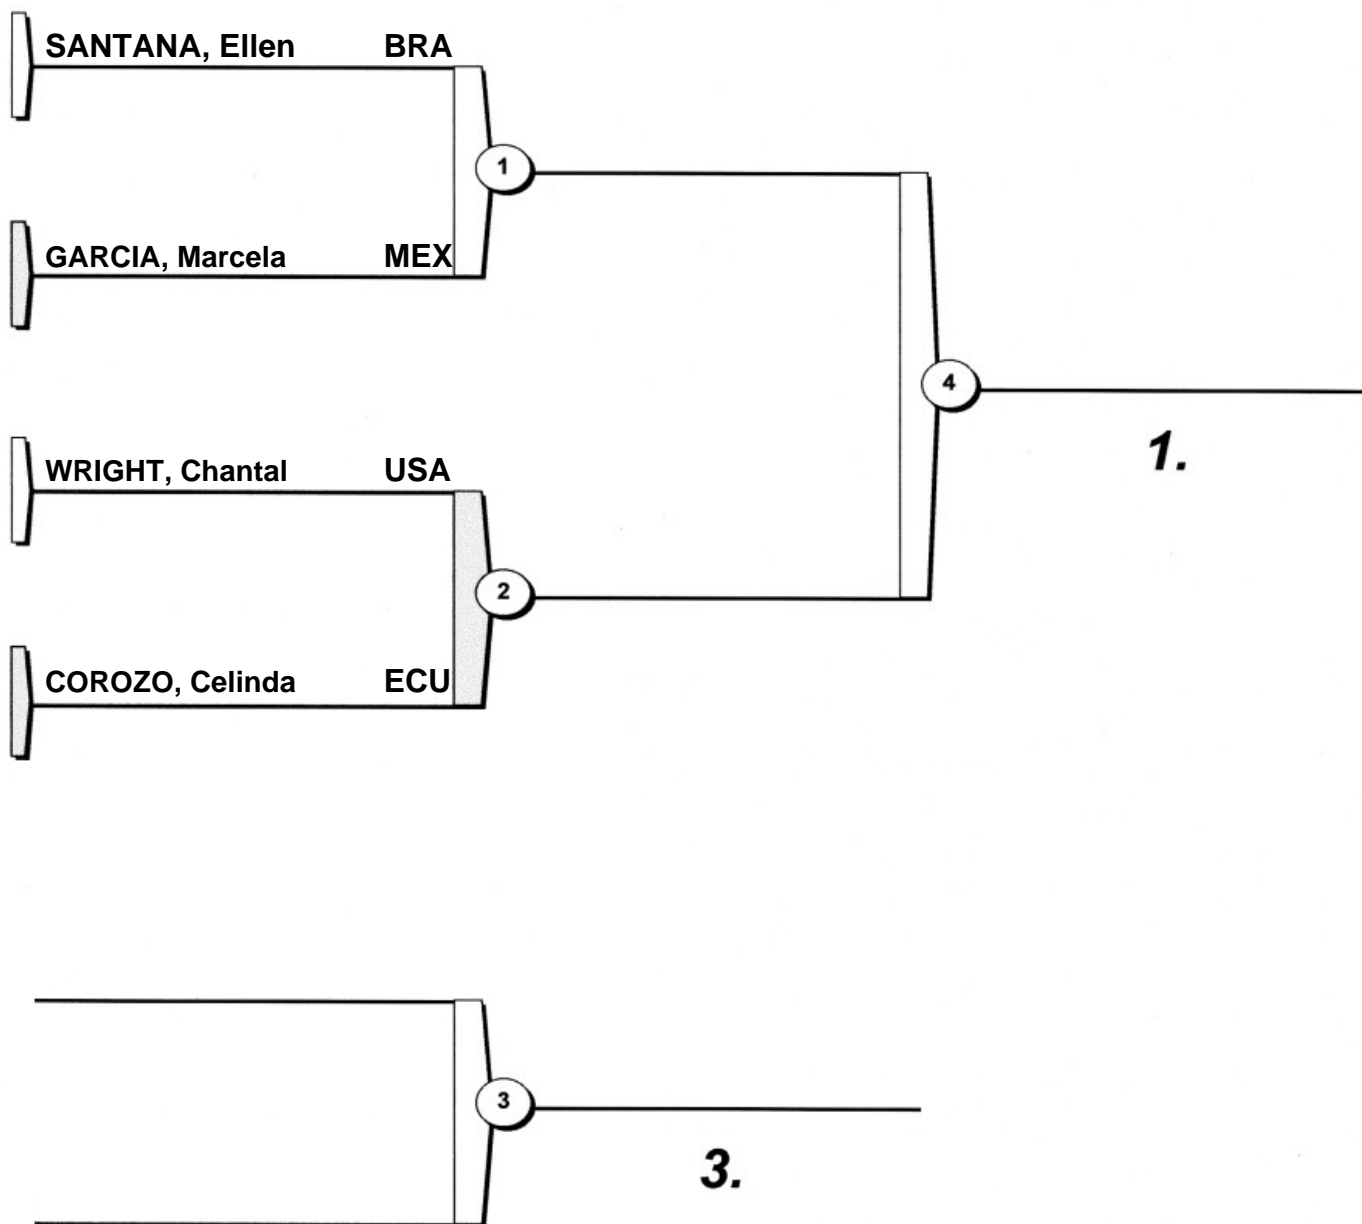 SANTANA, Ellen BRA
1
GARCIA, Marcela MEX
4
1.
WRIGHT, Chantal USA
2
COROZO, Celinda ECU
3
3.